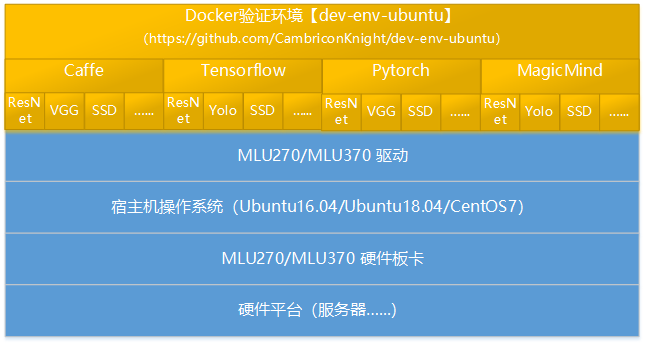 Docker验证环境【dev-env-ubuntu】
（https://github.com/CambriconKnight/dev-env-ubuntu）
Caffe Tensorflow Pytorch MagicMind
ResNet VGG SSD …… ResNet Yolo SSD …… ResNet VGG SSD …… ResNet Yolo SSD ……
MLU270/MLU370 驱动
宿主机操作系统（Ubuntu16.04/Ubuntu18.04/CentOS7）
MLU270/MLU370 硬件板卡
硬件平台（服务器……）